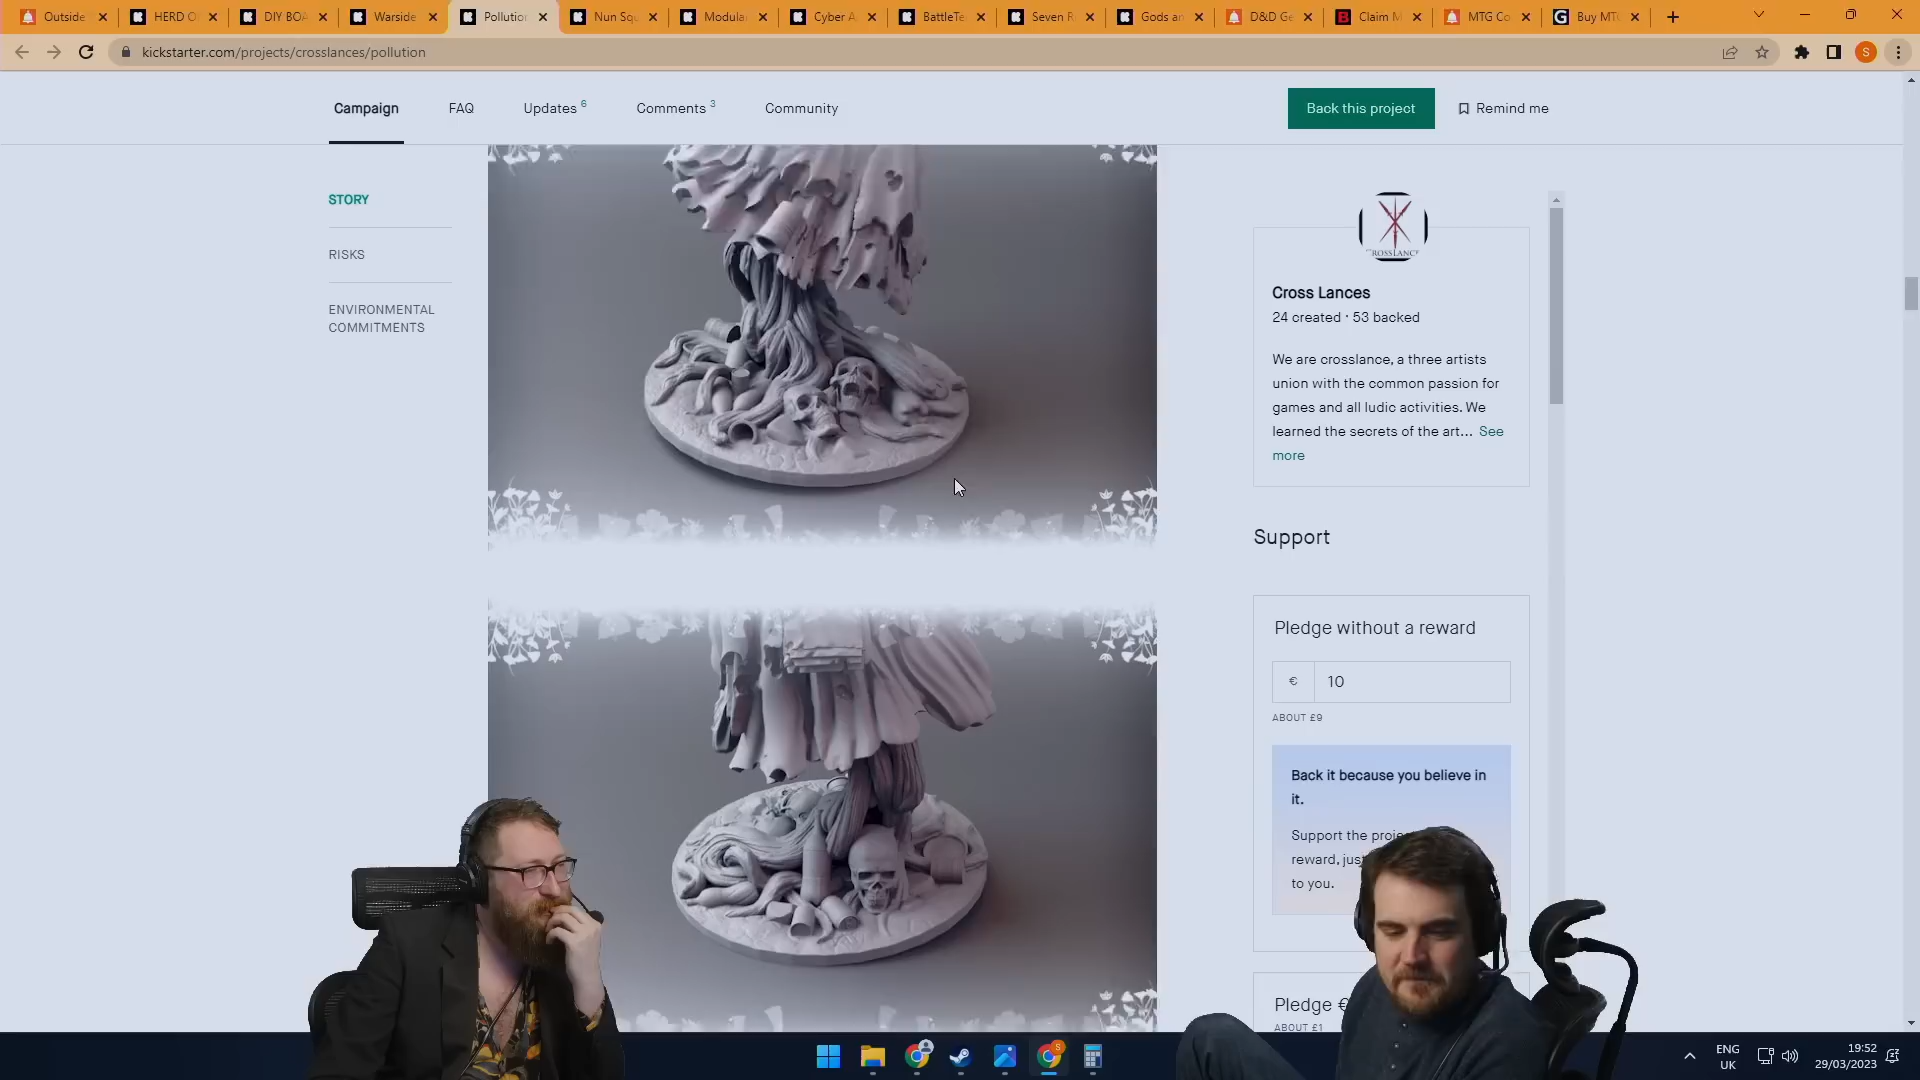 Outside
HERD O
DIY BOA
Warside
Pollution
Nun Squ
Modula
Cyber A
BattleTe
Seven R
Gods an
D&D Ge
Claim M
MTG Co
Buy MTG
kickstarter.com/projects/crosslances/pollution
S
Campaign
FAQ
Updates 6
Comments 3
Community
Back this project
Remind me
STORY
RISKS
ENVIRONMENTAL
COMMITMENTS
Cross Lances
24 created · 53 backed
We are crosslance, a three artists
union with the common passion for
games and all ludic activities. We
learned the secrets of the art... See
more
Support
Pledge without a reward
€ 10
ABOUT £9
Back it because you believe in
it.
Support the proje
reward, just
to you.
Pledge €
ABOUT £1
ENG
UK
19:52
29/03/2023